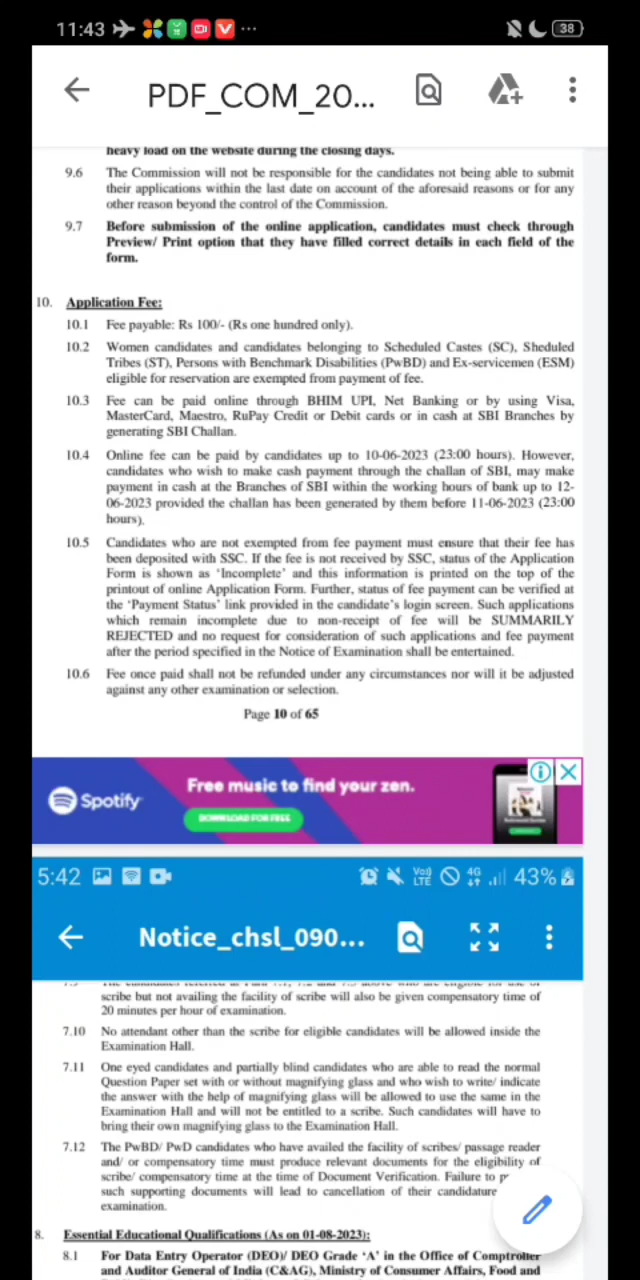 11:43
38
PDF_COM_20...
heavy load on the website during the closing days.
9.6 The Commission will not be responsible for the candidates not being able to submit
their applications within the last date on account of the aforesaid reasons or for any
other reason beyond the control of the Commission.
9.7 Before submission of the online application, candidates must check through
Preview/ Print option that they have filled correct details in each field of the
form.
10. Application Fee:
10.1 Fee payable: Rs 100/- (Rs one hundred only).
10.2 Women candidates and candidates belonging to Scheduled Castes (SC), Sheduled
Tribes (ST), Persons with Benchmark Disabilities (PwBD) and Ex-servicemen (ESM)
eligible for reservation are exempted from payment of fee.
10.3 Fee can be paid online through BHIM UPI, Net Banking or by using Visa,
MasterCard, Maestro, RuPay Credit or Debit cards or in cash at SBI Branches by
generating SBI Challan.
10.4 Online fee can be paid by candidates up to 10-06-2023 (23:00 hours). However,
candidates who wish to make cash payment through the challan of SBI, may make
payment in cash at the Branches of SBI within the working hours of bank up to 12-
06-2023 provided the challan has been generated by them before 11-06-2023 (23:00
hours).
10.5 Candidates who are not exempted from fee payment must ensure that their fee has
been deposited with SSC. If the fee is not received by SSC, status of the Application
Form is shown as ‘Incomplete’ and this information is printed on the top of the
printout of online Application Form. Further, status of fee payment can be verified at
the ‘Payment Status’ link provided in the candidate’s login screen. Such applications
which remain incomplete due to non-receipt of fee will be SUMMARILY
REJECTED and no request for consideration of such applications and fee payment
after the period specified in the Notice of Examination shall be entertained.
10.6 Fee once paid shall not be refunded under any circumstances nor will it be adjusted
against any other examination or selection.
Page 10 of 65
Spotify
Free music to find your zen.
DOWNLOAD FOR FREE
5:42
Vo)) LTE 4G 43%
Notice_chsl_090...
scribe but not availing the facility of scribe will also be given compensatory time of
20 minutes per hour of examination.
7.10 No attendant other than the scribe for eligible candidates will be allowed inside the
Examination Hall.
7.11 One eyed candidates and partially blind candidates who are able to read the normal
Question Paper set with or without magnifying glass and who wish to write/ indicate
the answer with the help of magnifying glass will be allowed to use the same in the
Examination Hall and will not be entitled to a scribe. Such candidates will have to
bring their own magnifying glass to the Examination Hall.
7.12 The PwBD/ PwD candidates who have availed the facility of scribes/ passage reader
and/ or compensatory time must produce relevant documents for the eligibility of
scribe/ compensatory time at the time of Document Verification. Failure to
such supporting documents will lead to cancellation of their candidature
examination.
8. Essential Educational Qualifications (As on 01-08-2023):
8.1 For Data Entry Operator (DEO)/ DEO Grade ‘A’ in the Office of Comptroller
and Auditor General of India (C&AG), Ministry of Consumer Affairs, Food and